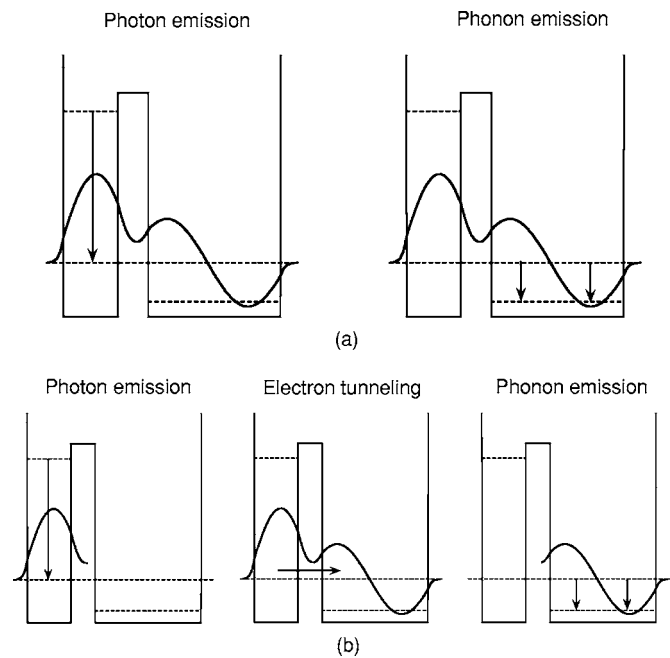 Photon emission
Phonon emission
(a)
Photon emission
Electron tunneling
Phonon emission
(b)